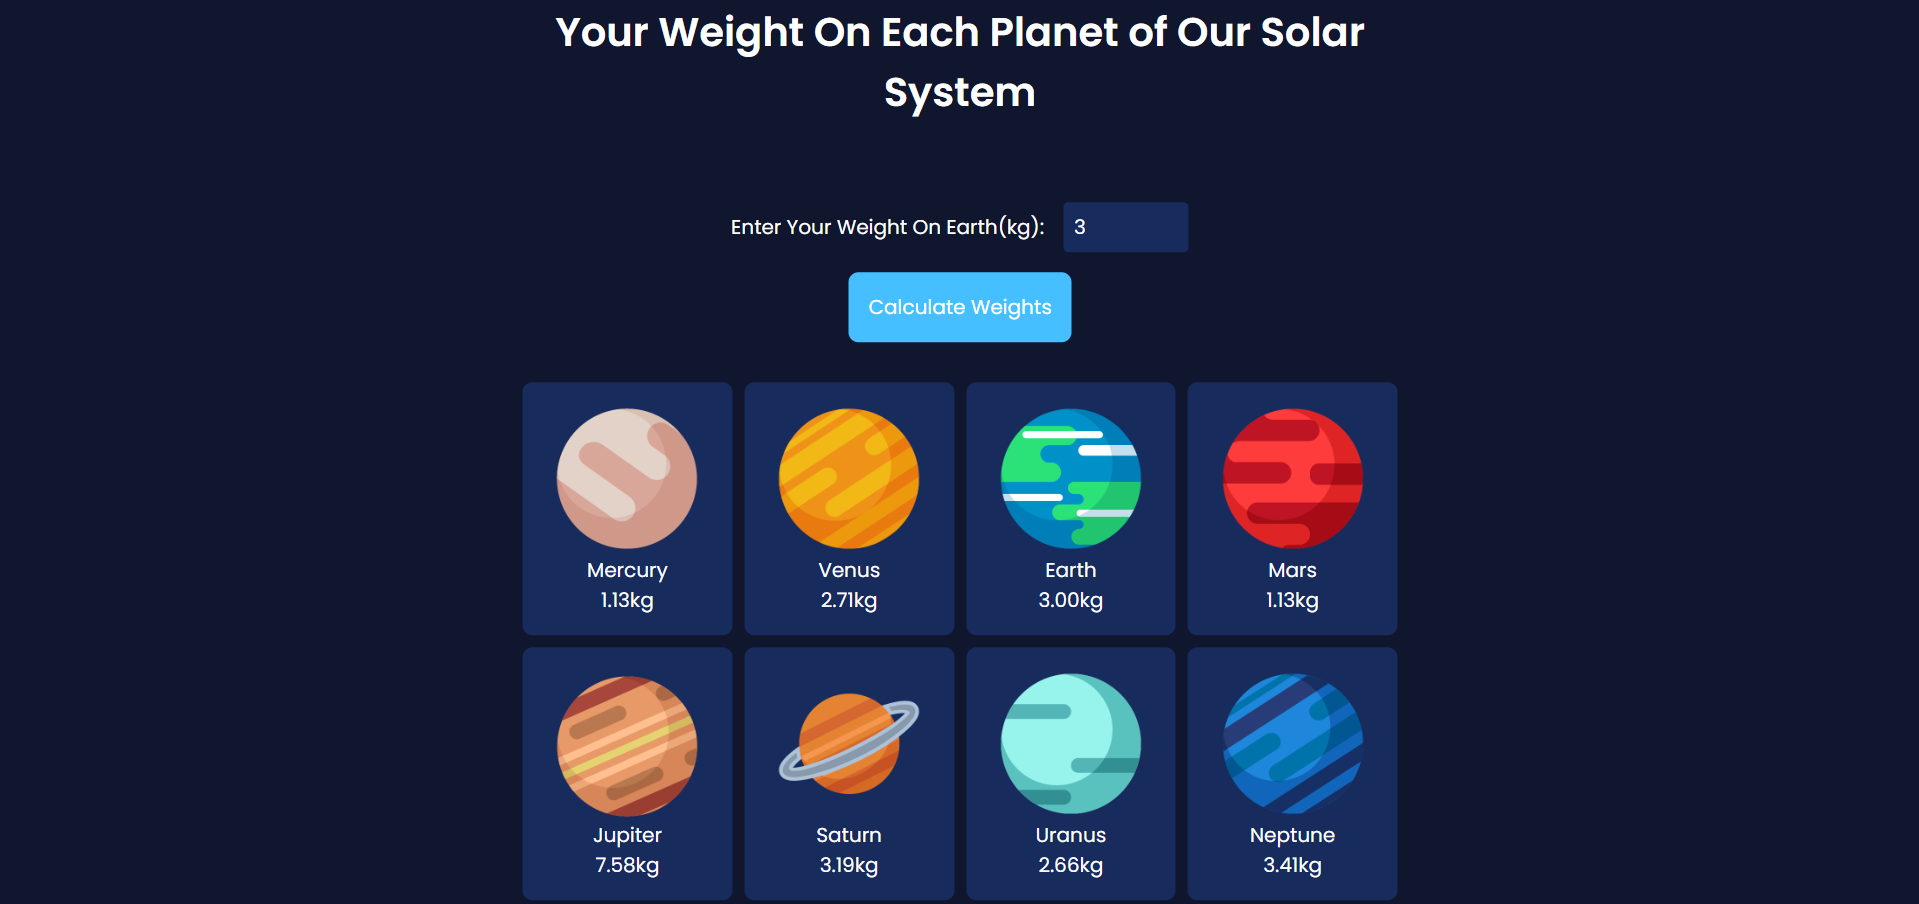 Your Weight On Each Planet of Our Solar
System
Enter Your Weight On Earth(kg): 3
Calculate Weights
Mercury
1.13kg
Venus
2.71kg
Earth
3.00kg
Mars
1.13kg
Jupiter
7.58kg
Saturn
3.19kg
Uranus
2.66kg
Neptune
3.41kg